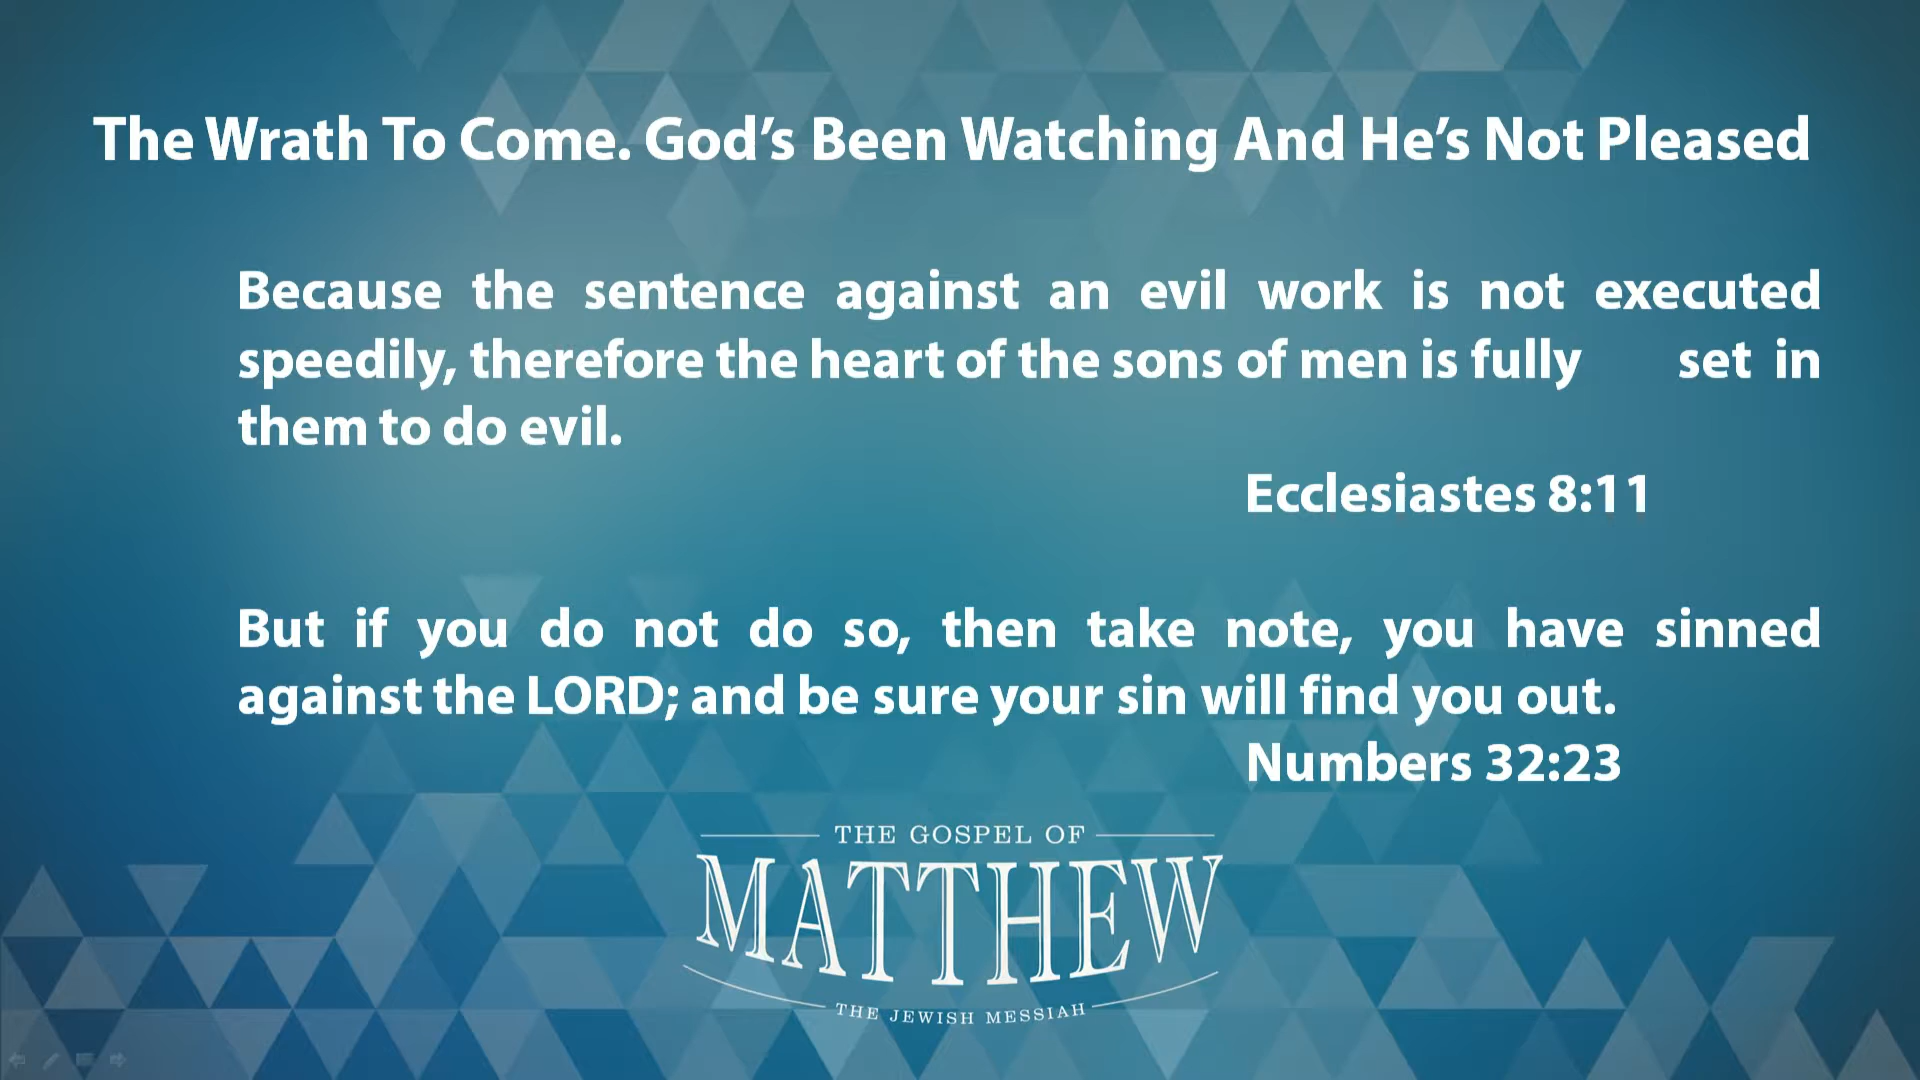 The Wrath To Come. God’s Been Watching And He’s Not Pleased
Because the sentence against an evil work is not executed
speedily, therefore the heart of the sons of men is fully set in
them to do evil.
Ecclesiastes 8:11
But if you do not do so, then take note, you have sinned
against the LORD; and be sure your sin will find you out.
Numbers 32:23
THE GOSPEL OF
MATTHEW
THE JEWISH MESSIAH